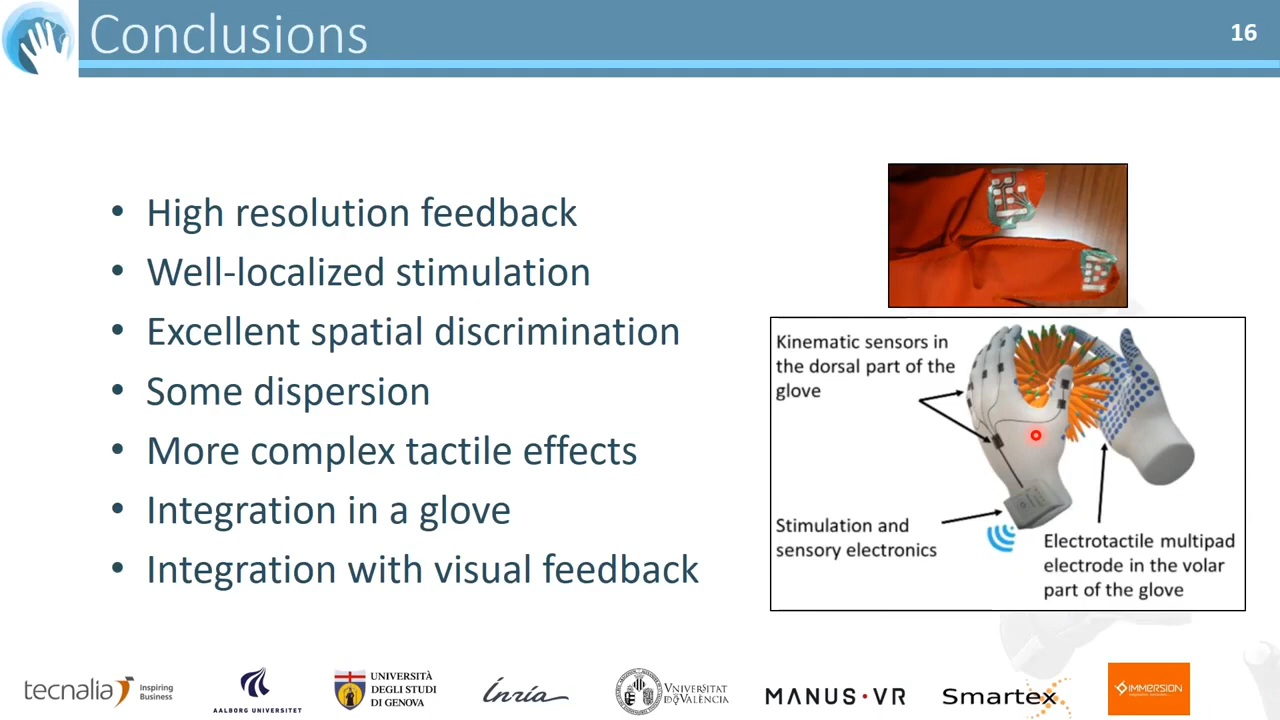 Conclusions
16
• High resolution feedback
• Well-localized stimulation
• Excellent spatial discrimination
• Some dispersion
• More complex tactile effects
• Integration in a glove
• Integration with visual feedback
Kinematic sensors in
the dorsal part of the
glove
Stimulation and
sensory electronics
Electrotactile multipad
electrode in the volar
part of the glove
tecnalia
Inspiring
Business
AALBORG UNIVERSITET
UNIVERSITÀ
DEGLI STUDI
DI GENOVA
Inria
VNIVERSITAT
DE VALÈNCIA
MANUS·VR
Smartex
IMMERSION